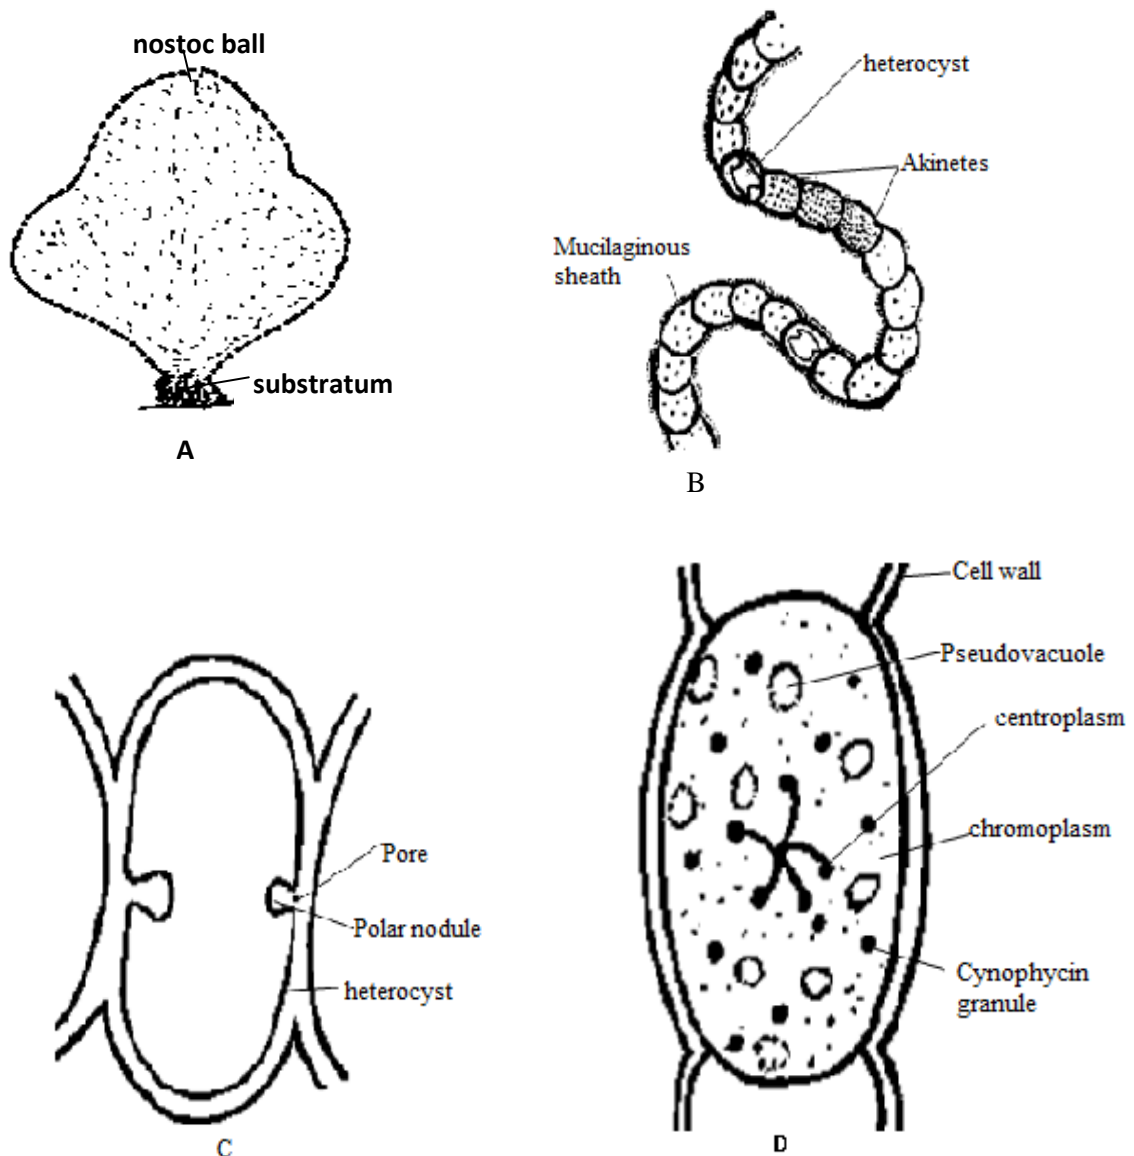 nostoc ball
substratum
A
heterocyst
Akinetes
Mucilaginous
sheath
B
Pore
Polar nodule
heterocyst
C
Cell wall
Pseudovacuole
centroplasm
chromoplasm
Cynophycin
granule
D